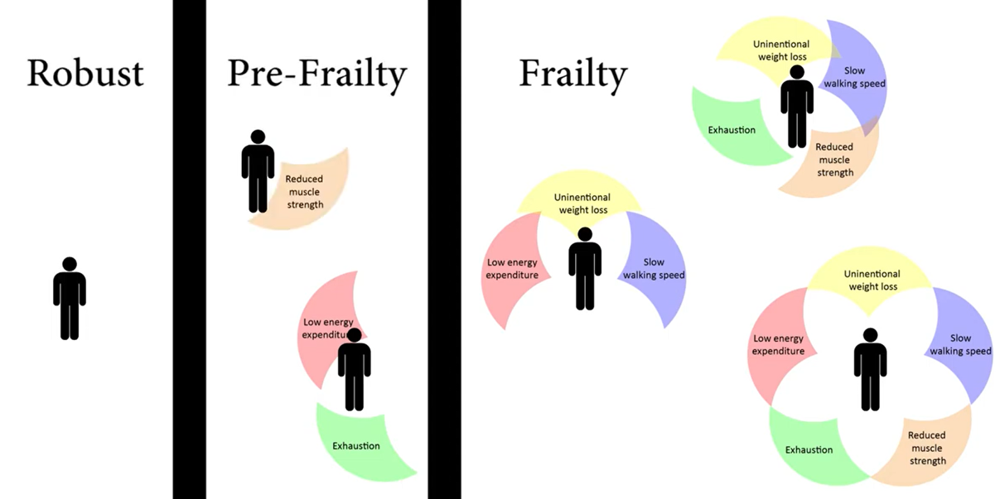 Robust
Pre-Frailty
Reduced
muscle
strength
Low energy
expenditu
Exhaustion
Frailty
Uninentional
weight loss
Low energy
expenditure
Slow
walking speed
Uninentional
weight loss
Slow
walking speed
Exhaustion
Reduced
muscle
strength
Uninentional
weight loss
Low energy
expenditure
Slow
walking speed
Exhaustion
Reduced
muscle
strength